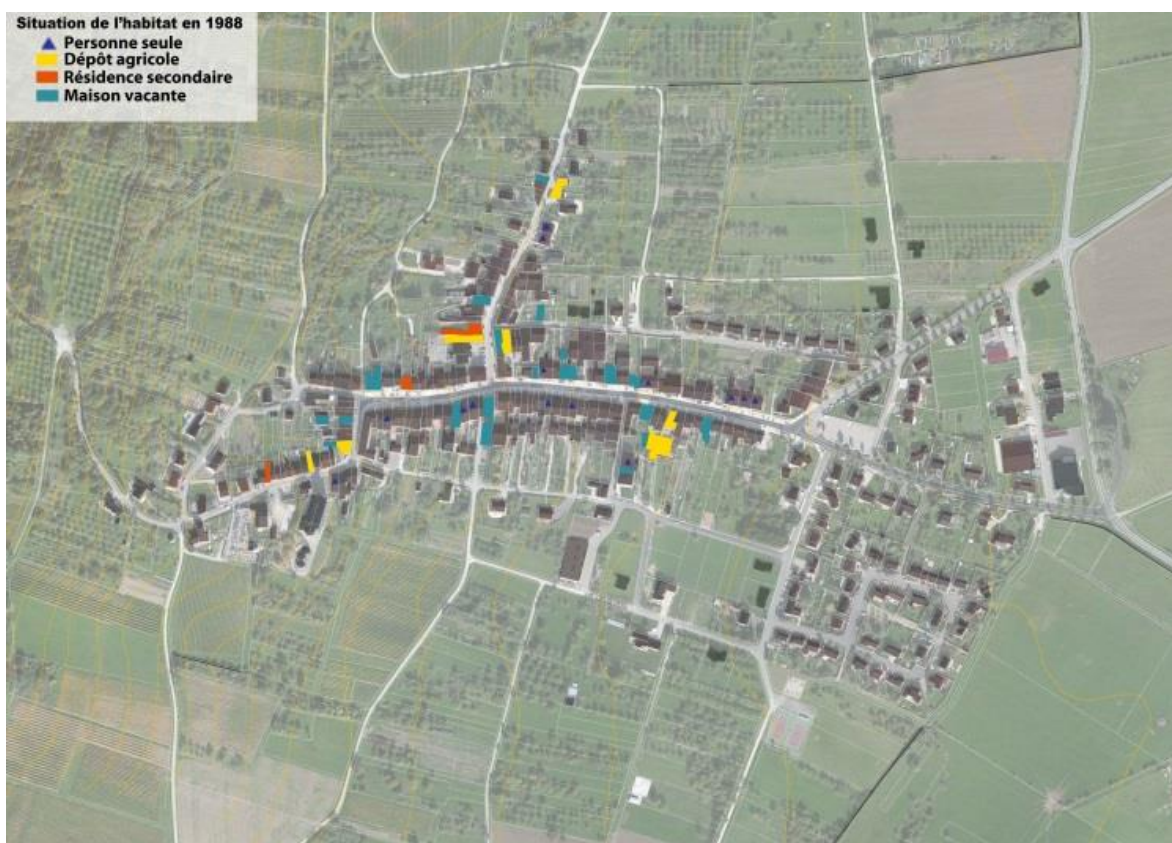 Situation de l'habitat en 1988
Personne seule
Dépôt agricole
Résidence secondaire
Maison vacante